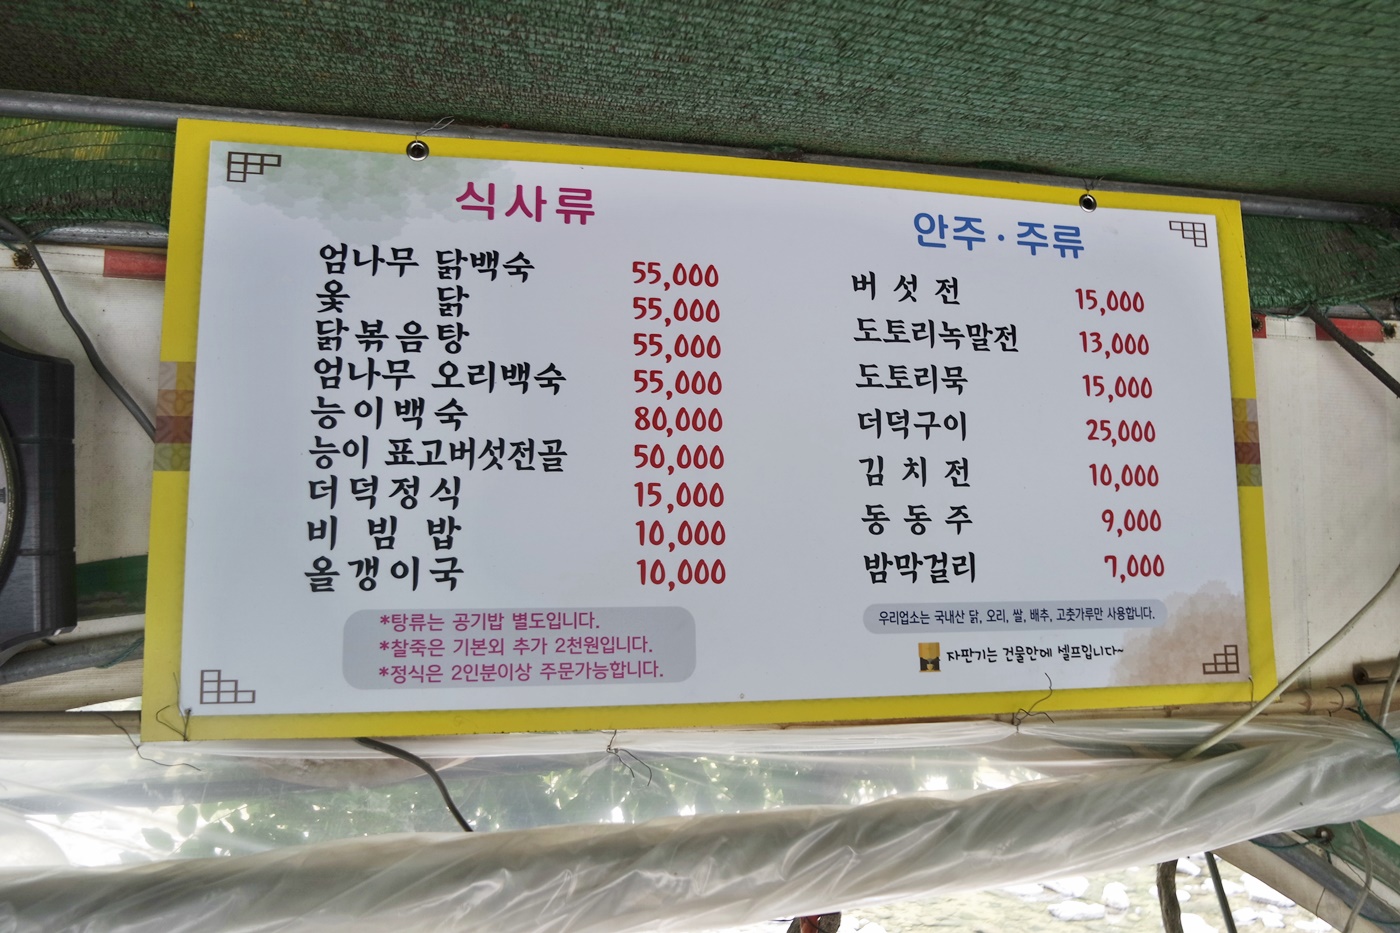 식사류
엄나무 닭백숙 55,000
옻 닭 55,000
닭볶음탕 55,000
엄나무 오리백숙 55,000
능이백숙 80,000
능이 표고버섯전골 50,000
더덕정식 15,000
비 빔 밥 10,000
올갱이국 10,000
*탕류는 공기밥 별도입니다.
*찰죽은 기본외 추가 2천원입니다.
*정식은 2인분이상 주문가능합니다.
안주·주류
버 섯 전 15,000
도토리녹말전 13,000
도토리묵 15,000
더덕구이 25,000
김 치 전 10,000
동 동 주 9,000
밤막걸리 7,000
우리업소는 국내산 닭, 오리, 쌀, 배추, 고춧가루만 사용합니다.
자판기는 건물안에 셀프입니다~